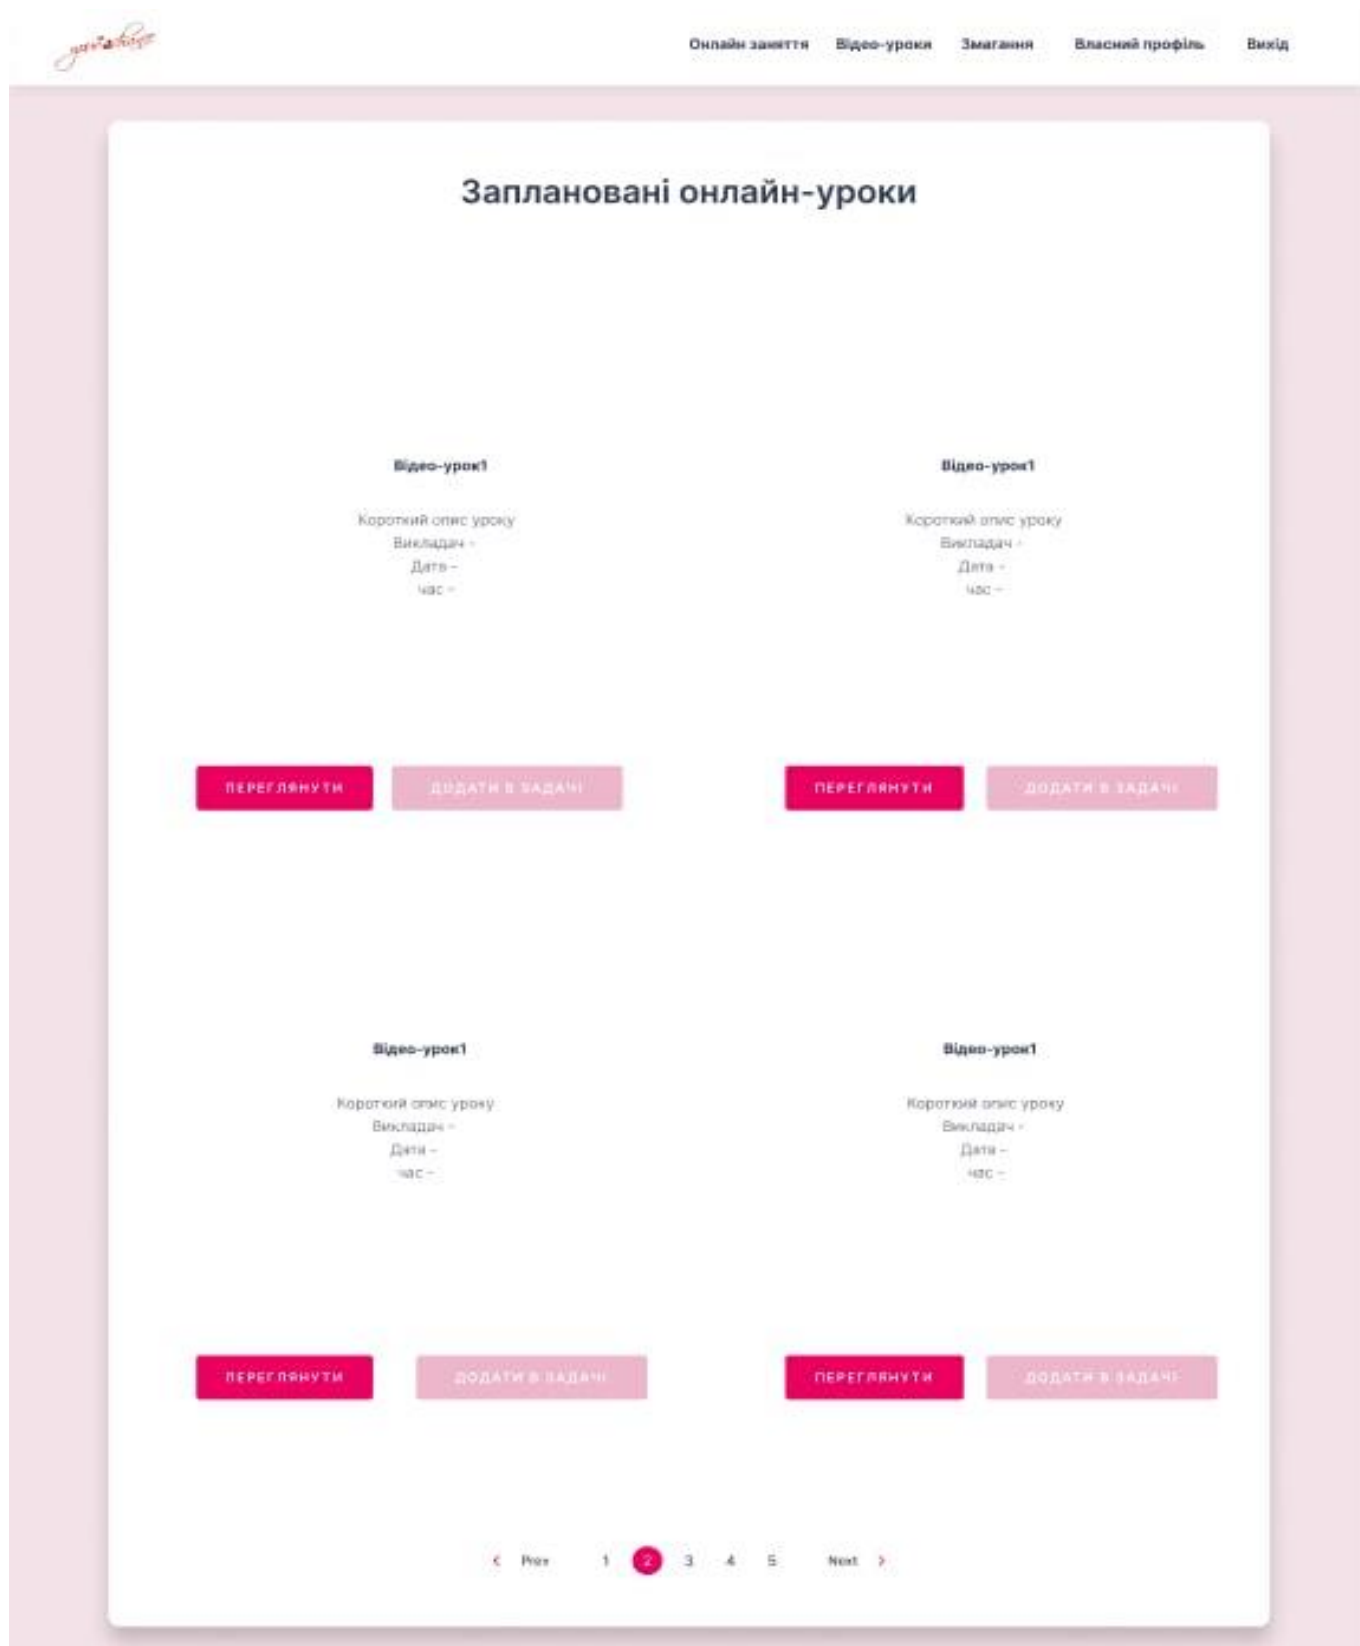 Онлайн заняття Відео-уроки Змагання Власний профіль Вихід
Заплановані онлайн-уроки
Відео-урок1
Короткий опис уроку
Викладач -
Дата -
час -
ПЕРЕГЛЯНУТИ ДОДАТИ В ЗАДАЧІ
Відео-урок1
Короткий опис уроку
Викладач -
Дата -
час -
ПЕРЕГЛЯНУТИ ДОДАТИ В ЗАДАЧІ
Відео-урок1
Короткий опис уроку
Викладач -
Дата -
час -
ПЕРЕГЛЯНУТИ ДОДАТИ В ЗАДАЧІ
Відео-урок1
Короткий опис уроку
Викладач -
Дата -
час -
ПЕРЕГЛЯНУТИ ДОДАТИ В ЗАДАЧІ
< Prev 1 2 3 4 5 Next >